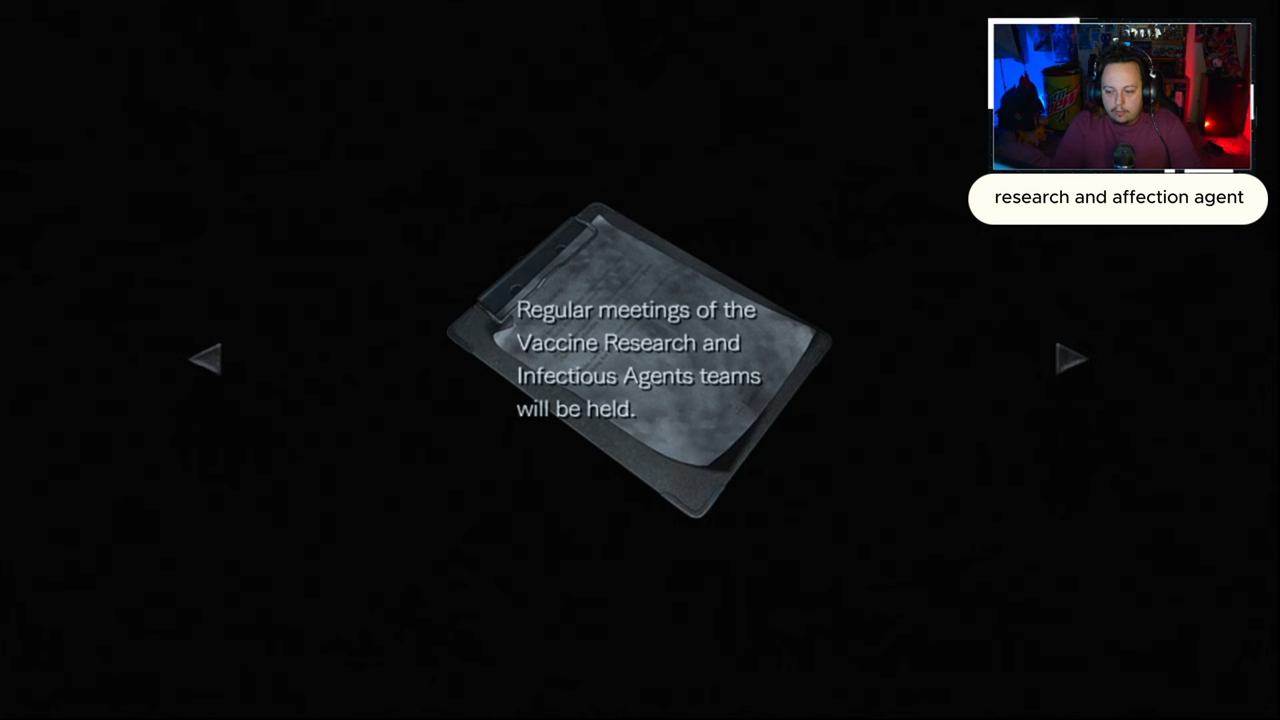 research and affection agent
Regular meetings of the
Vaccine Research and
Infectious Agents teams
will be held.